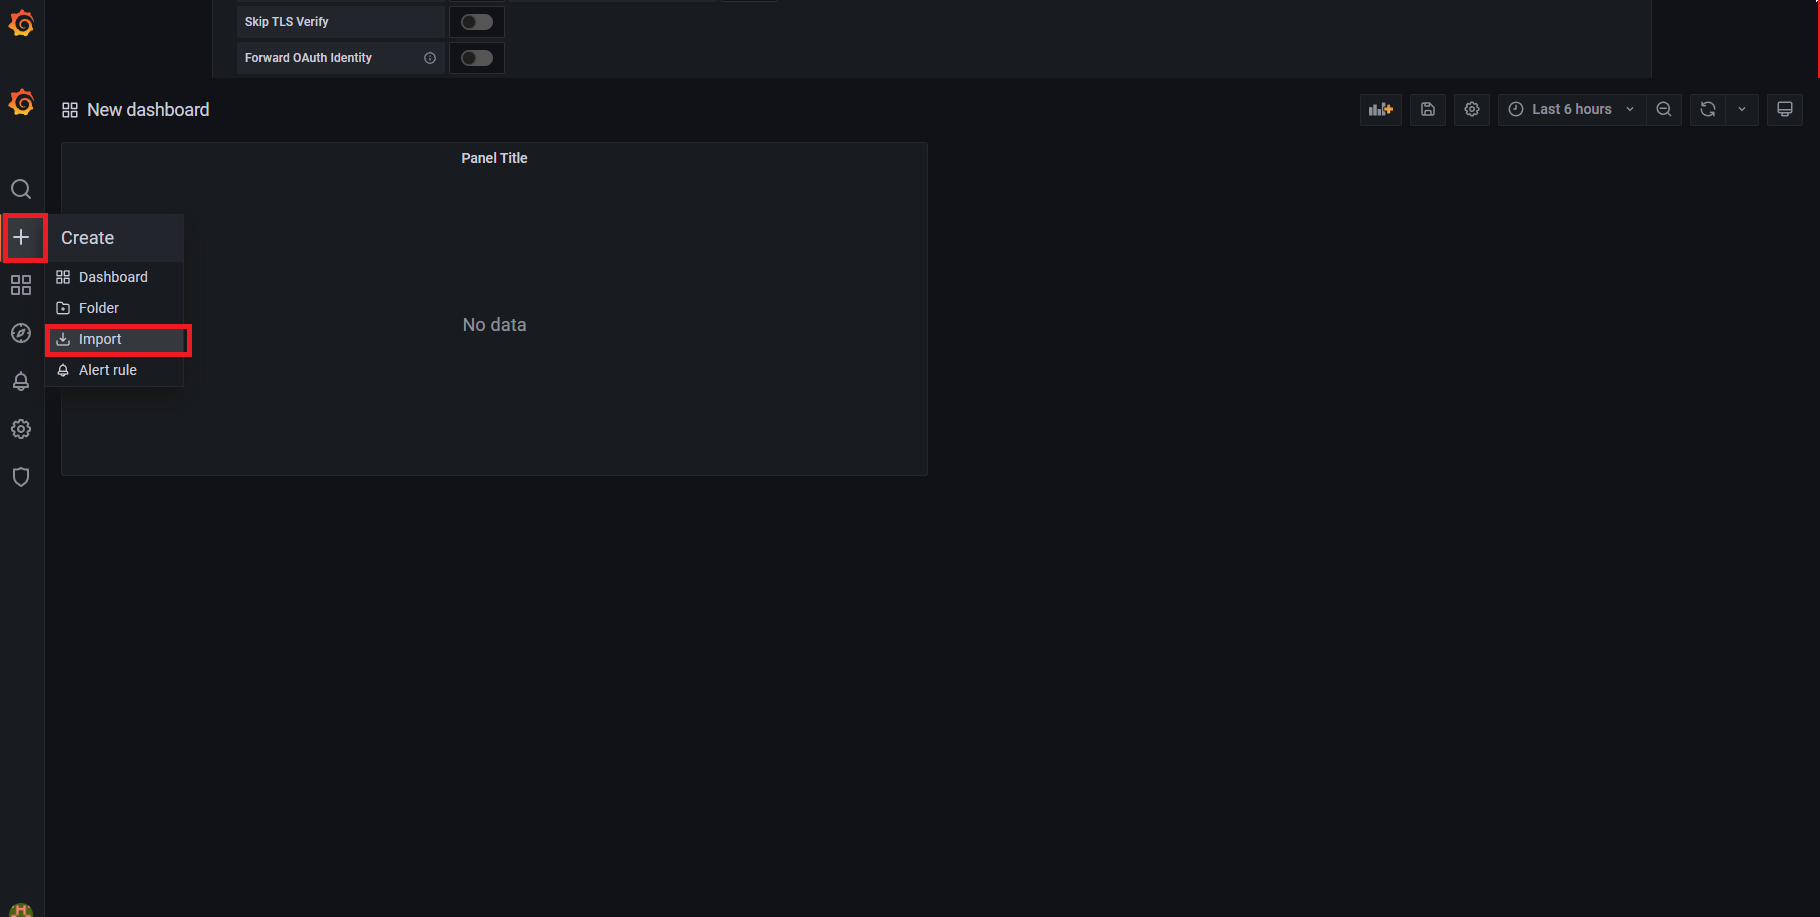 Skip TLS Verify
Forward OAuth Identity
New dashboard
Last 6 hours
Panel Title
Create
Dashboard
Folder
Import
Alert rule
No data